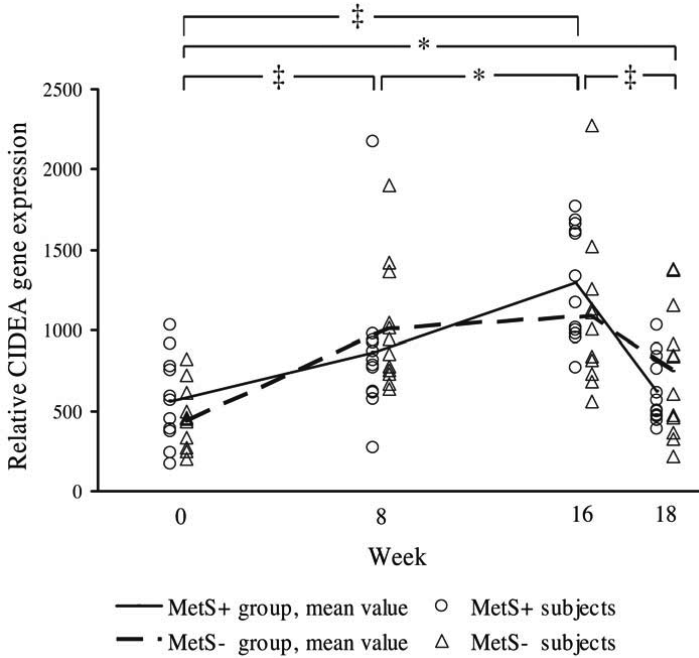 ‡
*
‡ * ‡
2500
2000
1500
1000
500
0
Relative CIDEA gene expression
0 8 16 18
Week
MetS+ group, mean value MetS+ subjects
MetS- group, mean value MetS- subjects